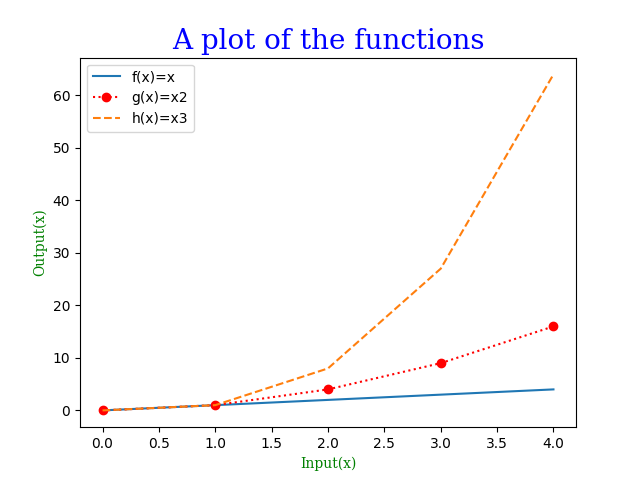 A plot of the functions
f(x)=x
g(x)=x2
h(x)=x3
60
50
40
30
20
10
0
Output(x)
0.0 0.5 1.0 1.5 2.0 2.5 3.0 3.5 4.0
Input(x)